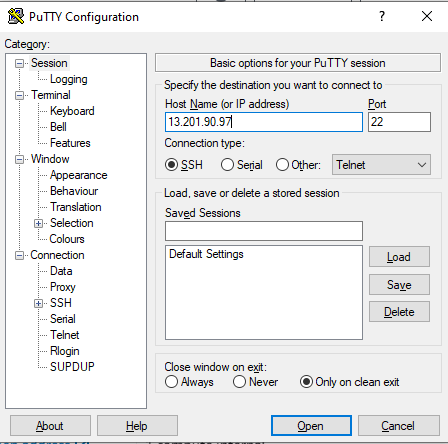 PuTTY Configuration
Category:
Session
Logging
Terminal
Keyboard
Bell
Features
Window
Appearance
Behaviour
Translation
Selection
Colours
Connection
Data
Proxy
SSH
Serial
Telnet
Rlogin
SUPDUP
Basic options for your PuTTY session
Specify the destination you want to connect to
Host Name (or IP address) Port
13.201.90.97 22
Connection type:
SSH Serial Other: Telnet
Load, save or delete a stored session
Saved Sessions
Default Settings
Load
Save
Delete
Close window on exit:
Always Never Only on clean exit
About Help Open Cancel